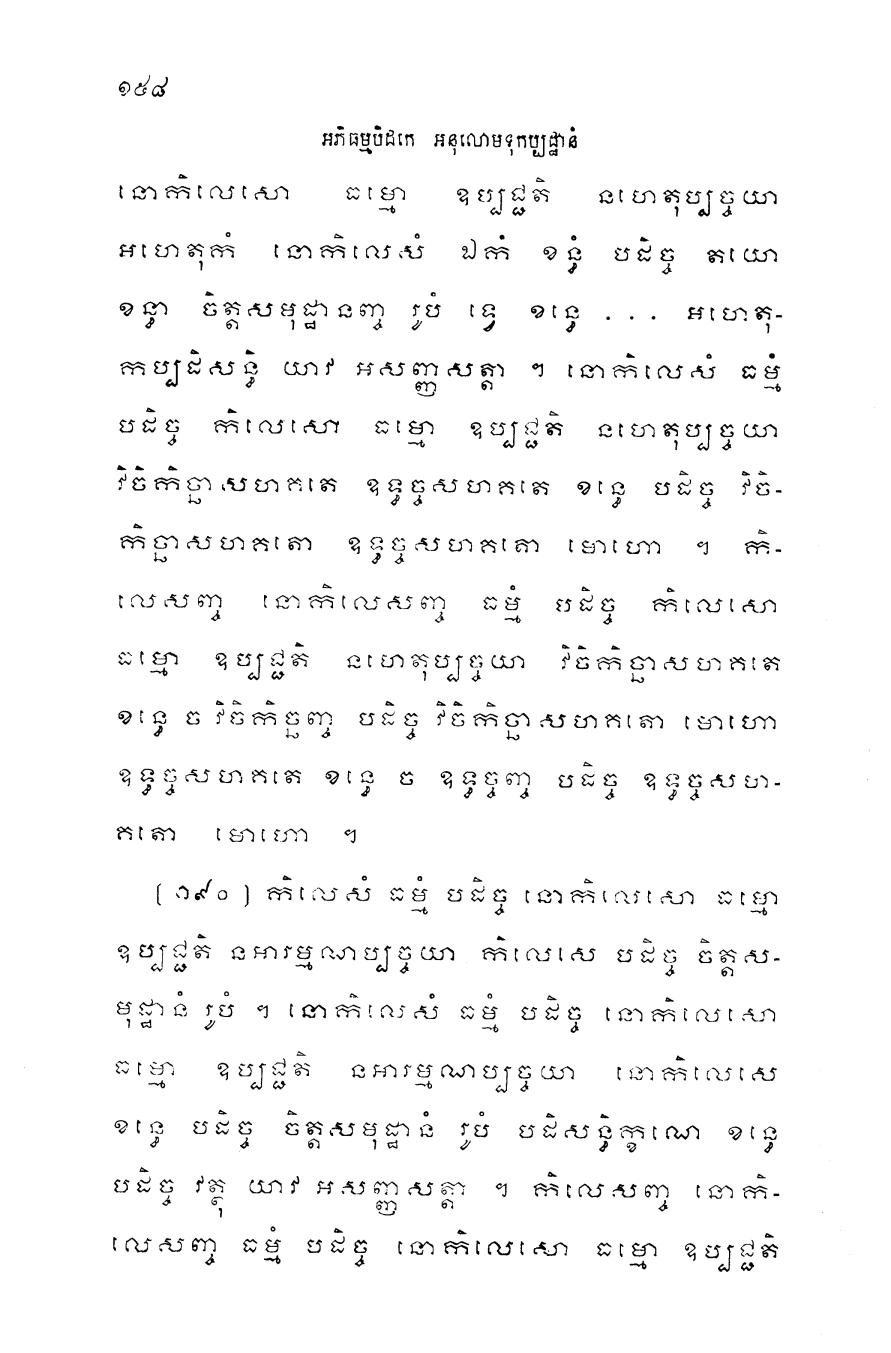 ១៥៨
អភិធម្មបិដកេ អនុលោមទុកប្បដ្ឋានំ
នោកិលេសោ ធម្មោ ឧប្បជ្ជតិ នហេតុប្បច្ចយា
អហេតុកំ នោកិលេសំ ឯកំ ខន្ធំ បដិច្ច តយោ
ខន្ធា ចិត្តសមុដ្ឋានញ្ច រូបំ ទ្វេ ខន្ធេ ... អហេតុ-
កប្បដិសន្ធិ យាវ អសញ្ញសត្តា ។ នោកិលេសំ ធម្មំ
បដិច្ច កិលេសោ ធម្មោ ឧប្បជ្ជតិ នហេតុប្បច្ចយា
វិចិកិច្ឆាសហគតេ ឧទ្ធច្ចសហគតេ ខន្ធេ បដិច្ច វិចិ-
កិច្ឆាសហគតោ ឧទ្ធច្ចសហគតោ មោហោ ។ កិ-
លេសញ្ច នោកិលេសញ្ច ធម្មំ បដិច្ច កិលេសោ
ធម្មោ ឧប្បជ្ជតិ នហេតុប្បច្ចយា វិចិកិច្ឆាសហគតេ
ខន្ធេ ច វិចិកិច្ឆញ្ច បដិច្ច វិចិកិច្ឆាសហគតោ មោហោ
ឧទ្ធច្ចសហគតេ ខន្ធេ ច ឧទ្ធច្ចញ្ច បដិច្ច ឧទ្ធច្ចសហ-
គតោ មោហោ ។
[១៩០] កិលេសំ ធម្មំ បដិច្ច នោកិលេសោ ធម្មោ
ឧប្បជ្ជតិ នអារម្មណប្បច្ចយា កិលេសេ បដិច្ច ចិត្តស-
មុដ្ឋានំ រូបំ ។ នោកិលេសំ ធម្មំ បដិច្ច នោកិលេសោ
ធម្មោ ឧប្បជ្ជតិ នអារម្មណប្បច្ចយា នោកិលេសេ
ខន្ធេ បដិច្ច ចិត្តសមុដ្ឋានំ រូបំ បដិសន្ធិក្ខណេ ខន្ធេ
បដិច្ច វត្ថុ យាវ អសញ្ញសត្តា ។ កិលេសញ្ច នោកិ-
លេសញ្ច ធម្មំ បដិច្ច នោកិលេសោ ធម្មោ ឧប្បជ្ជតិ